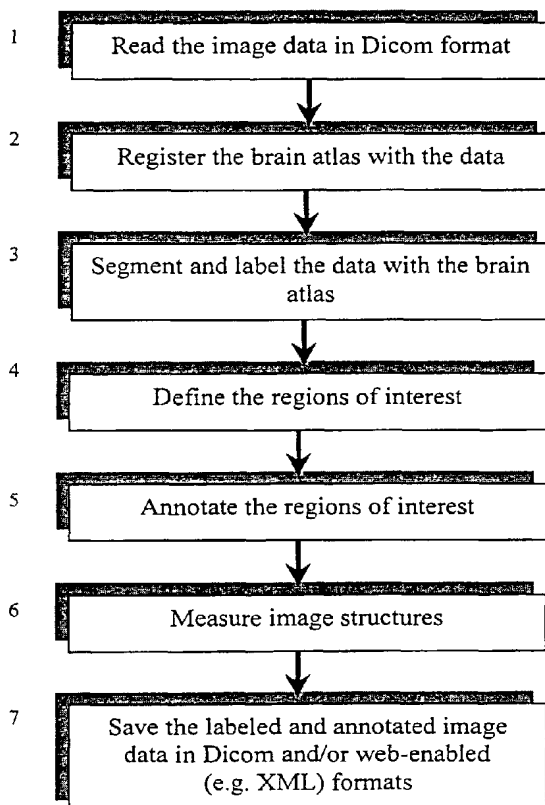 1
Read the image data in Dicom format
2
Register the brain atlas with the data
3
Segment and label the data with the brain
atlas
4
Define the regions of interest
5
Annotate the regions of interest
6
Measure image structures
7
Save the labeled and annotated image
data in Dicom and/or web-enabled
(e.g. XML) formats